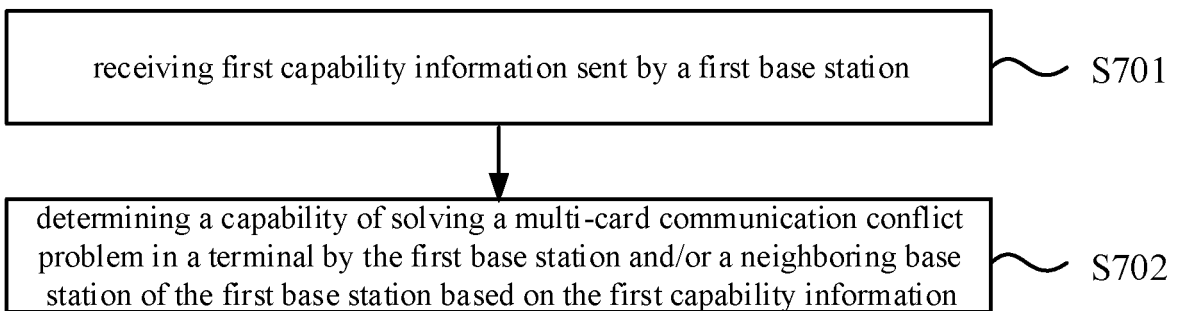 receiving first capability information sent by a first base station
S701
determining a capability of solving a multi-card communication conflict
problem in a terminal by the first base station and/or a neighboring base
station of the first base station based on the first capability information
S702